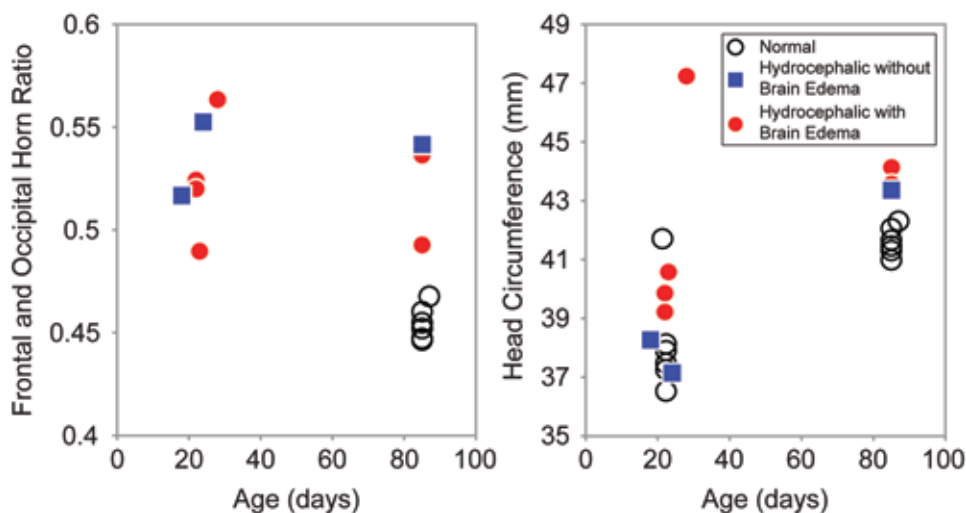 Frontal and Occipital Horn Ratio
0.6
0.55
0.5
0.45
0.4
0 20 40 60 80 100
Age (days)
Head Circumference (mm)
49
47
45
43
41
39
37
35
0 20 40 60 80 100
Age (days)
Normal
Hydrocephalic without
Brain Edema
Hydrocephalic with
Brain Edema